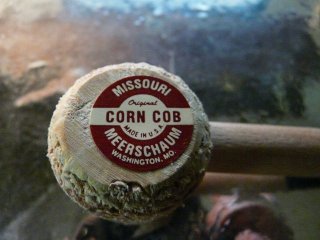 MISSOURI
Original
CORN COB
MADE IN U.S.A.
MEERSCHAUM
WASHINGTON, MO.